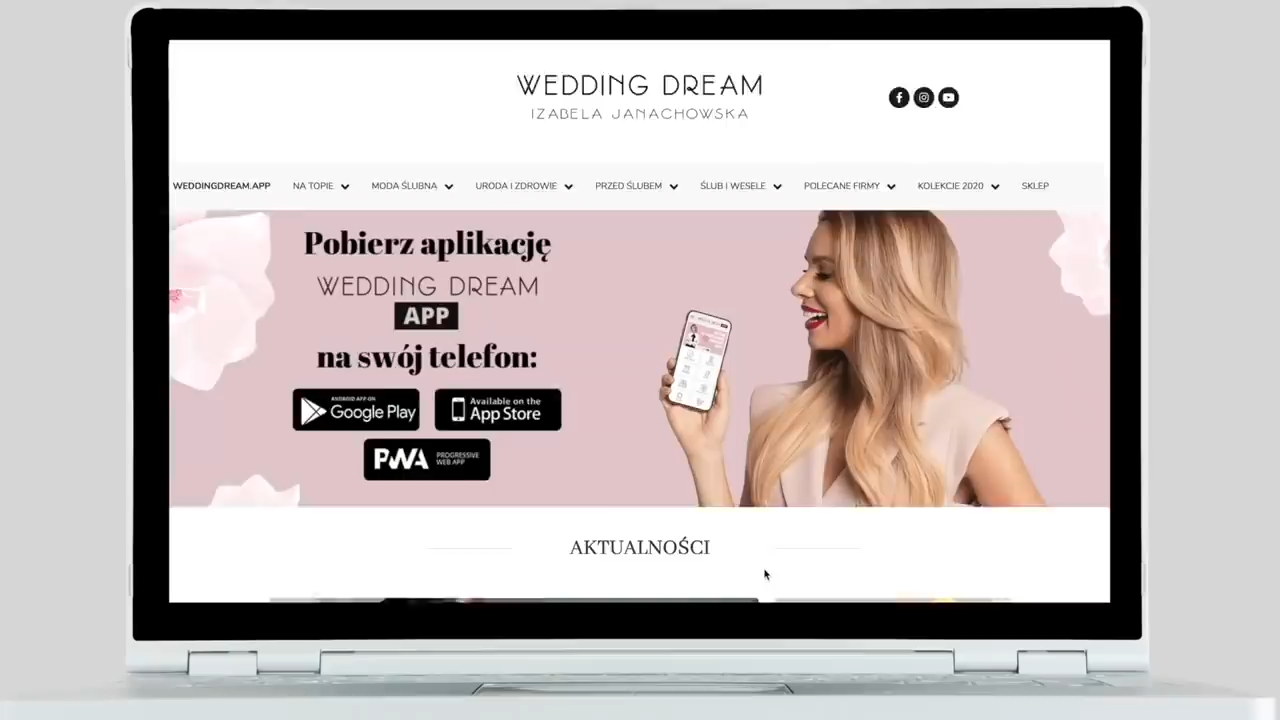 WEDDING DREAM
IZABELA JANACHOWSKA
WEDDINGDREAM.APP NA TOPIE MODA ŚLUBNA URODA I ZDROWIE PRZED ŚLUBEM ŚLUB I WESELE POLECANE FIRMY KOLEKCJE 2020 SKLEP
Pobierz aplikację
WEDDING DREAM
APP
na swój telefon:
ANDROID APP ON
Google Play
Available on the
App Store
PWA PROGRESSIVE
WEB APP
AKTUALNOŚCI